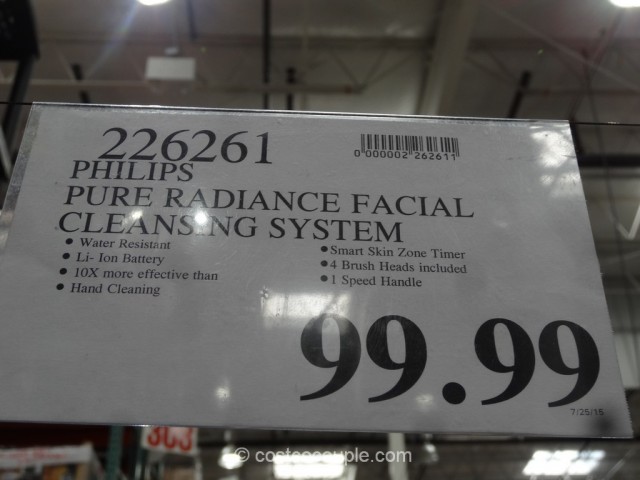 226261
0 000002 262611
PHILIPS
PURE RADIANCE FACIAL
CLEANSING SYSTEM
• Water Resistant
• Li- Ion Battery
• 10X more effective than
• Hand Cleaning
• Smart Skin Zone Timer
• 4 Brush Heads included
• 1 Speed Handle
99.99
7/25/15
303
© costcocouple.com